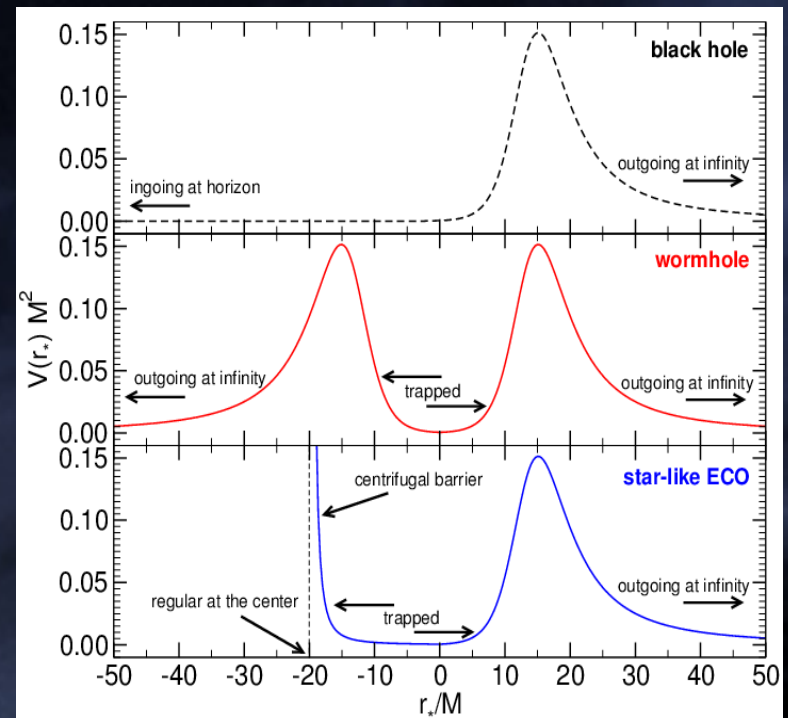 0.15
black hole
0.10
0.05
outgoing at infinity
ingoing at horizon
0.00
V(r*) M²
0.15
wormhole
0.10
0.05
outgoing at infinity
trapped
outgoing at infinity
0.00
0.15
centrifugal barrier
star-like ECO
0.10
0.05
outgoing at infinity
regular at the center
trapped
0.00
-50 -40 -30 -20 -10 0 10 20 30 40 50
r*/M